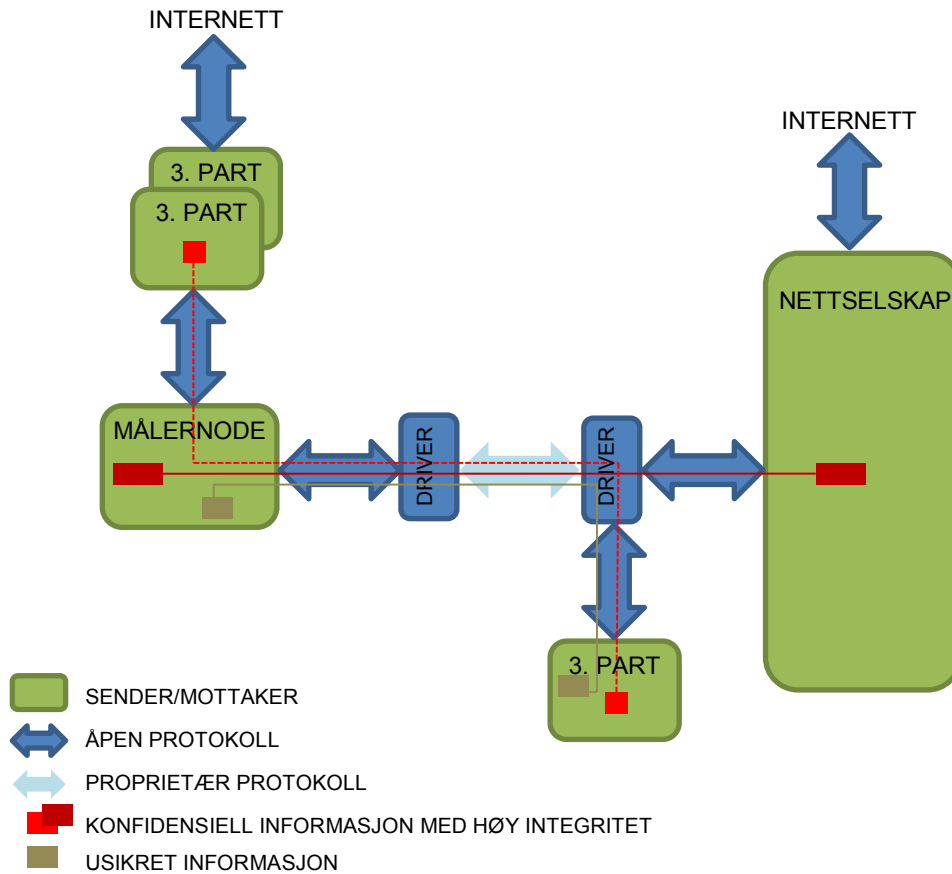 INTERNETT
INTERNETT
3. PART
3. PART
NETTSELSKAP
MÅLERNODE
DRIVER
DRIVER
3. PART
SENDER/MOTTAKER
ÅPEN PROTOKOLL
PROPRIETÆR PROTOKOLL
KONFIDENSIELL INFORMASJON MED HØY INTEGRITET
USIKRET INFORMASJON